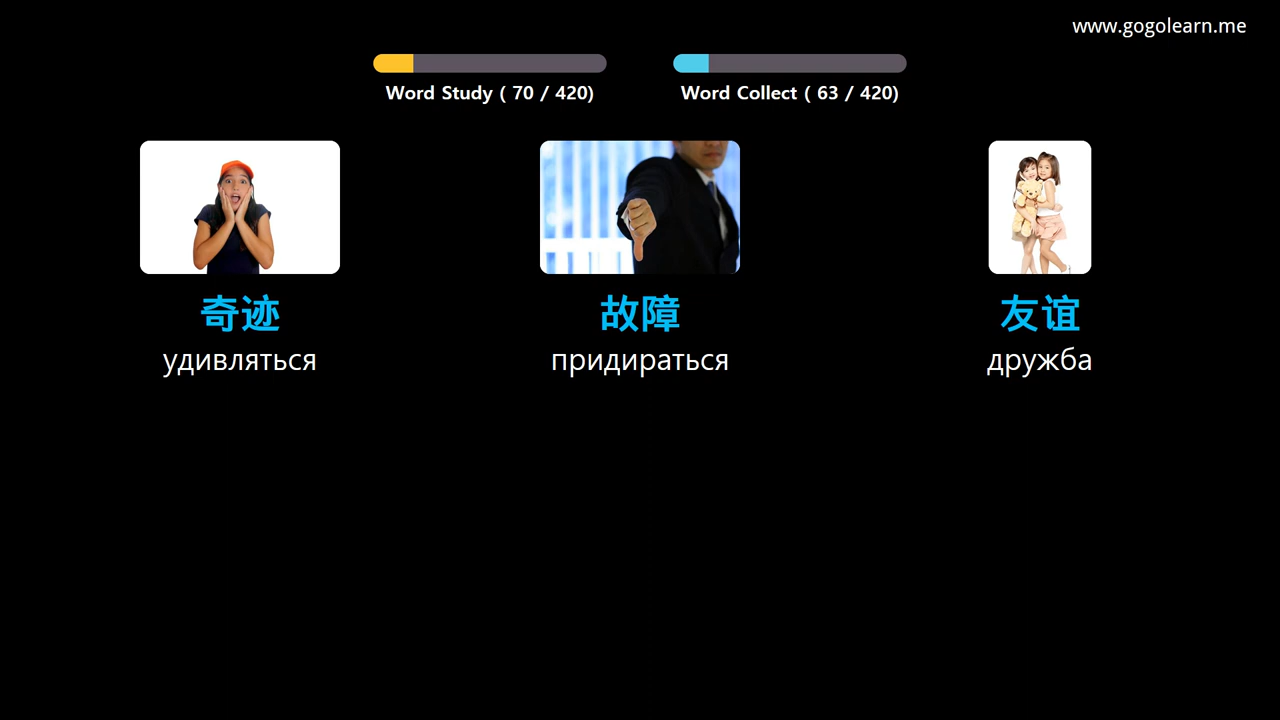 www.gogolearn.me
Word Study ( 70 / 420)
Word Collect ( 63 / 420)
奇迹
故障
友谊
удивляться
придираться
дружба